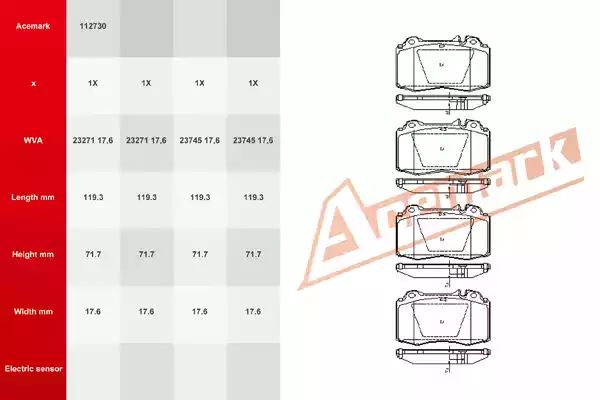 Acemark 112730
x 1X 1X 1X 1X
WVA 23271 17,6 23271 17,6 23745 17,6 23745 17,6
Length mm 119.3 119.3 119.3 119.3
Height mm 71.7 71.7 71.7 71.7
Width mm 17.6 17.6 17.6 17.6
Electric sensor
Acemark